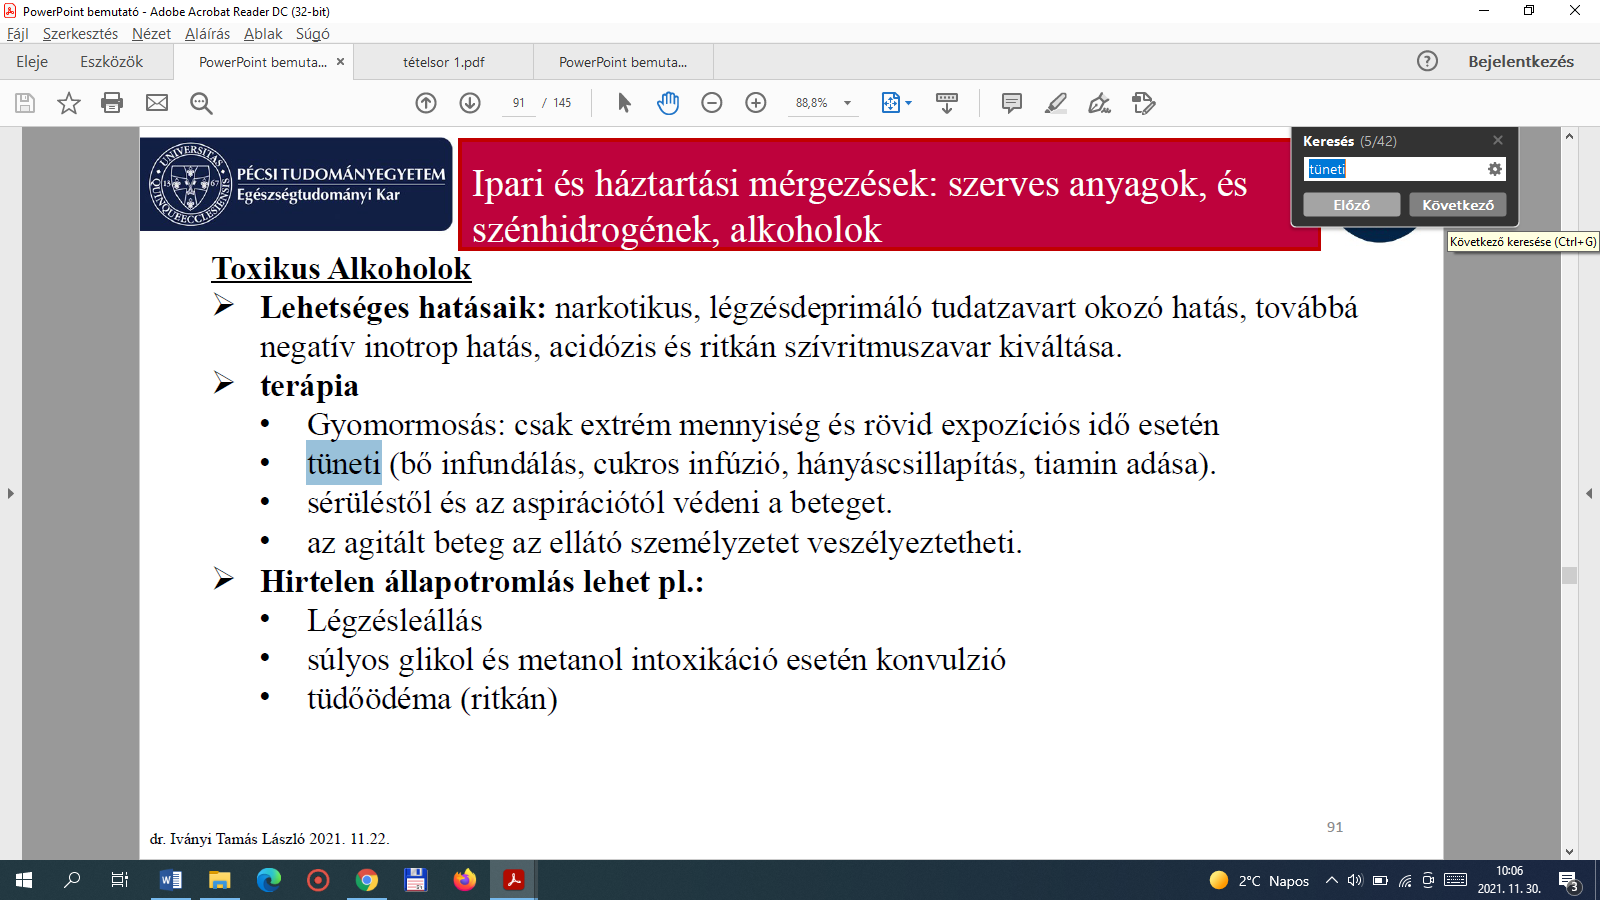 PowerPoint bemutató - Adobe Acrobat Reader DC (32-bit)
Fájl Szerkesztés Nézet Aláírás Ablak Súgó
Eleje Eszközök PowerPoint bemuta... × tételsor 1.pdf PowerPoint bemuta... ? Bejelentkezés
91 / 145 88,8%
Keresés (5/42)
tüneti
Előző Következő
Következő keresése (Ctrl+G)
UNIVERSITAS QUINQUEECCLESIENSIS 1367
PÉCSI TUDOMÁNYEGYETEM
Egészségtudományi Kar
Ipari és háztartási mérgezések: szerves anyagok, és
szénhidrogének, alkoholok
Toxikus Alkoholok
➢ Lehetséges hatásaik: narkotikus, légzésdeprimáló tudatzavart okozó hatás, továbbá
negatív inotrop hatás, acidózis és ritkán szívritmuszavar kiváltása.
➢ terápia
• Gyomormosás: csak extrém mennyiség és rövid expozíciós idő esetén
• tüneti (bő infundálás, cukros infúzió, hányáscsillapítás, tiamin adása).
• sérüléstől és az aspirációtól védeni a beteget.
• az agitált beteg az ellátó személyzetet veszélyeztetheti.
➢ Hirtelen állapotromlás lehet pl.:
• Légzésleállás
• súlyos glikol és metanol intoxikáció esetén konvulzió
• tüdőödéma (ritkán)
91
dr. Iványi Tamás László 2021. 11.22.
2°C Napos
10:06
2021. 11. 30.
3